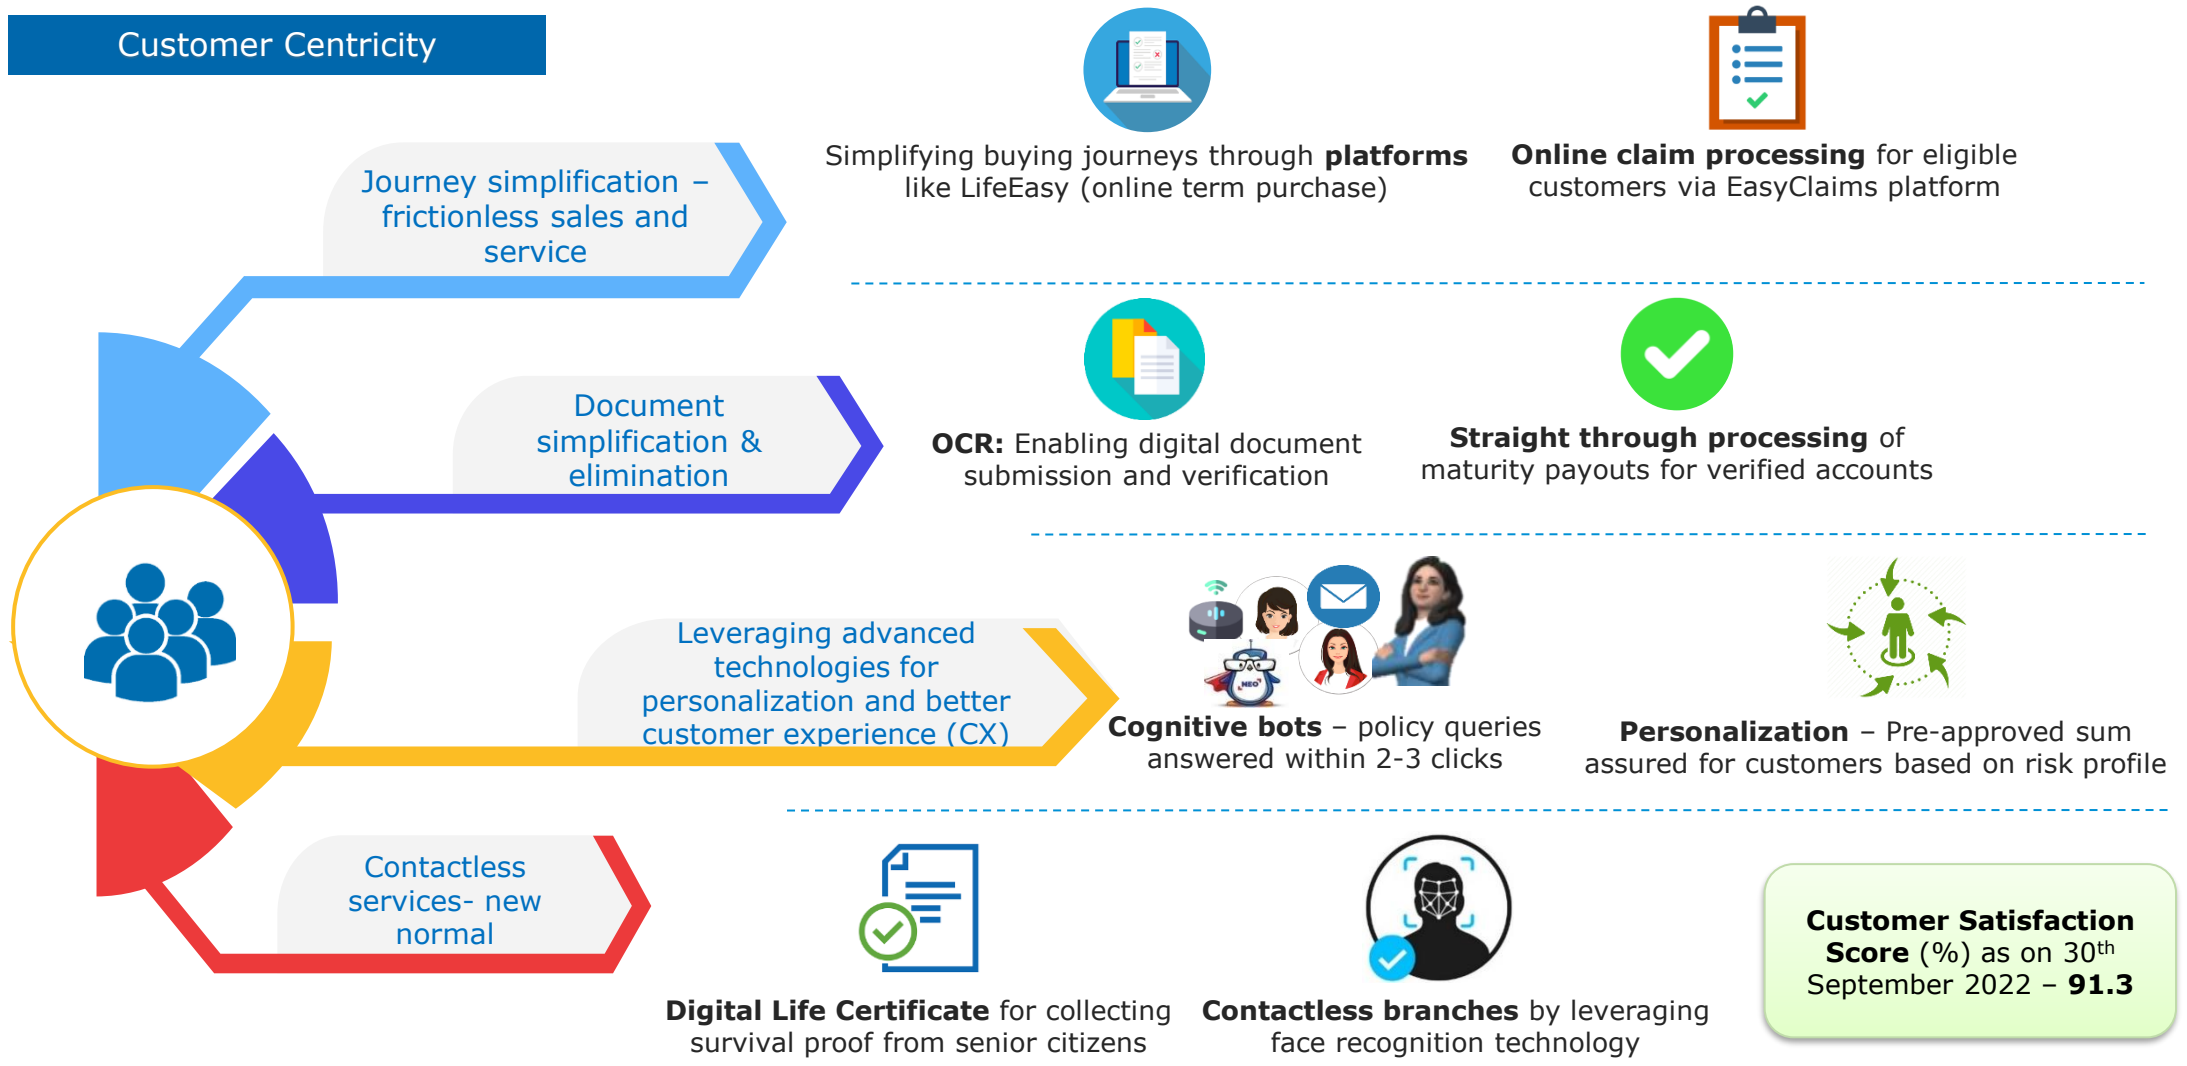 Customer Centricity
Journey simplification –
frictionless sales and
service
Simplifying buying journeys through platforms
like LifeEasy (online term purchase)
Online claim processing for eligible
customers via EasyClaims platform
Document
simplification &
elimination
OCR: Enabling digital document
submission and verification
Straight through processing of
maturity payouts for verified accounts
Leveraging advanced
technologies for
personalization and better
customer experience (CX)
NEO
Cognitive bots – policy queries
answered within 2-3 clicks
Personalization – Pre-approved sum
assured for customers based on risk profile
Contactless
services- new
normal
Digital Life Certificate for collecting
survival proof from senior citizens
Contactless branches by leveraging
face recognition technology
Customer Satisfaction
Score (%) as on 30th
September 2022 – 91.3